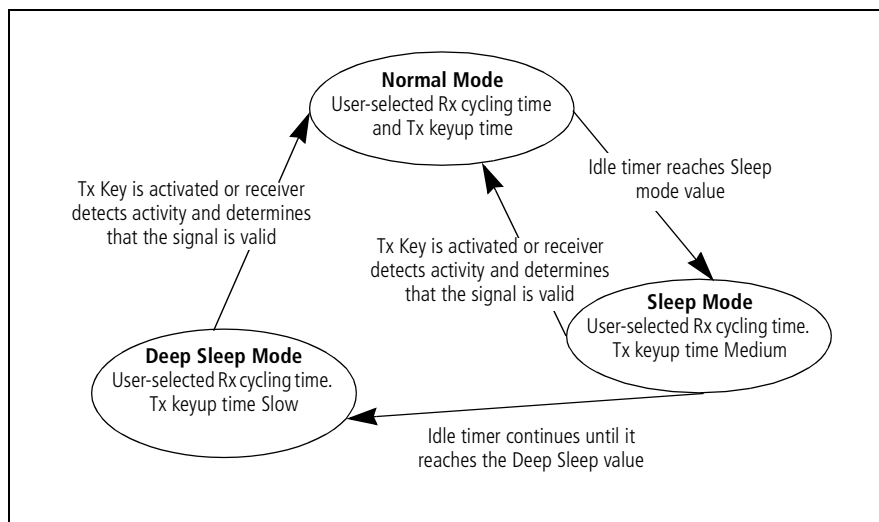 Normal Mode
User-selected Rx cycling time
and Tx keyup time
Idle timer reaches Sleep
mode value
Tx Key is activated or receiver
detects activity and determines
that the signal is valid
Tx Key is activated or receiver
detects activity and determines
that the signal is valid
Sleep Mode
User-selected Rx cycling time.
Tx keyup time Medium
Deep Sleep Mode
User-selected Rx cycling time.
Tx keyup time Slow
Idle timer continues until it
reaches the Deep Sleep value